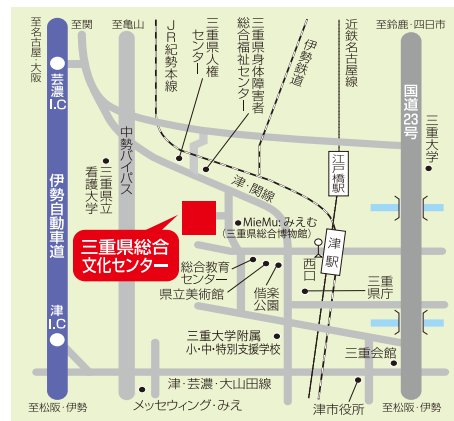 至名古屋・大阪
至関
至亀山
JR紀勢本線
三重県人権
センター
三重県身体障害者
総合福祉センター
伊勢鉄道
近鉄名古屋線
至鈴鹿・四日市
芸濃
I.C
中勢バイパス
国道23号
三重大学
江戸橋駅
三重県立
看護大学
津・関線
伊勢自動車道
MieMu:みえむ
(三重県総合博物館)
三重県総合
文化センター
津駅
西口
総合教育
センター
県立美術館
偕楽
公園
三重
県庁
津
I.C
三重大学附属
小・中・特別支援学校
三重会館
津・芸濃・大山田線
至松阪・伊勢
メッセウィング・みえ
津市役所
至松阪・伊勢